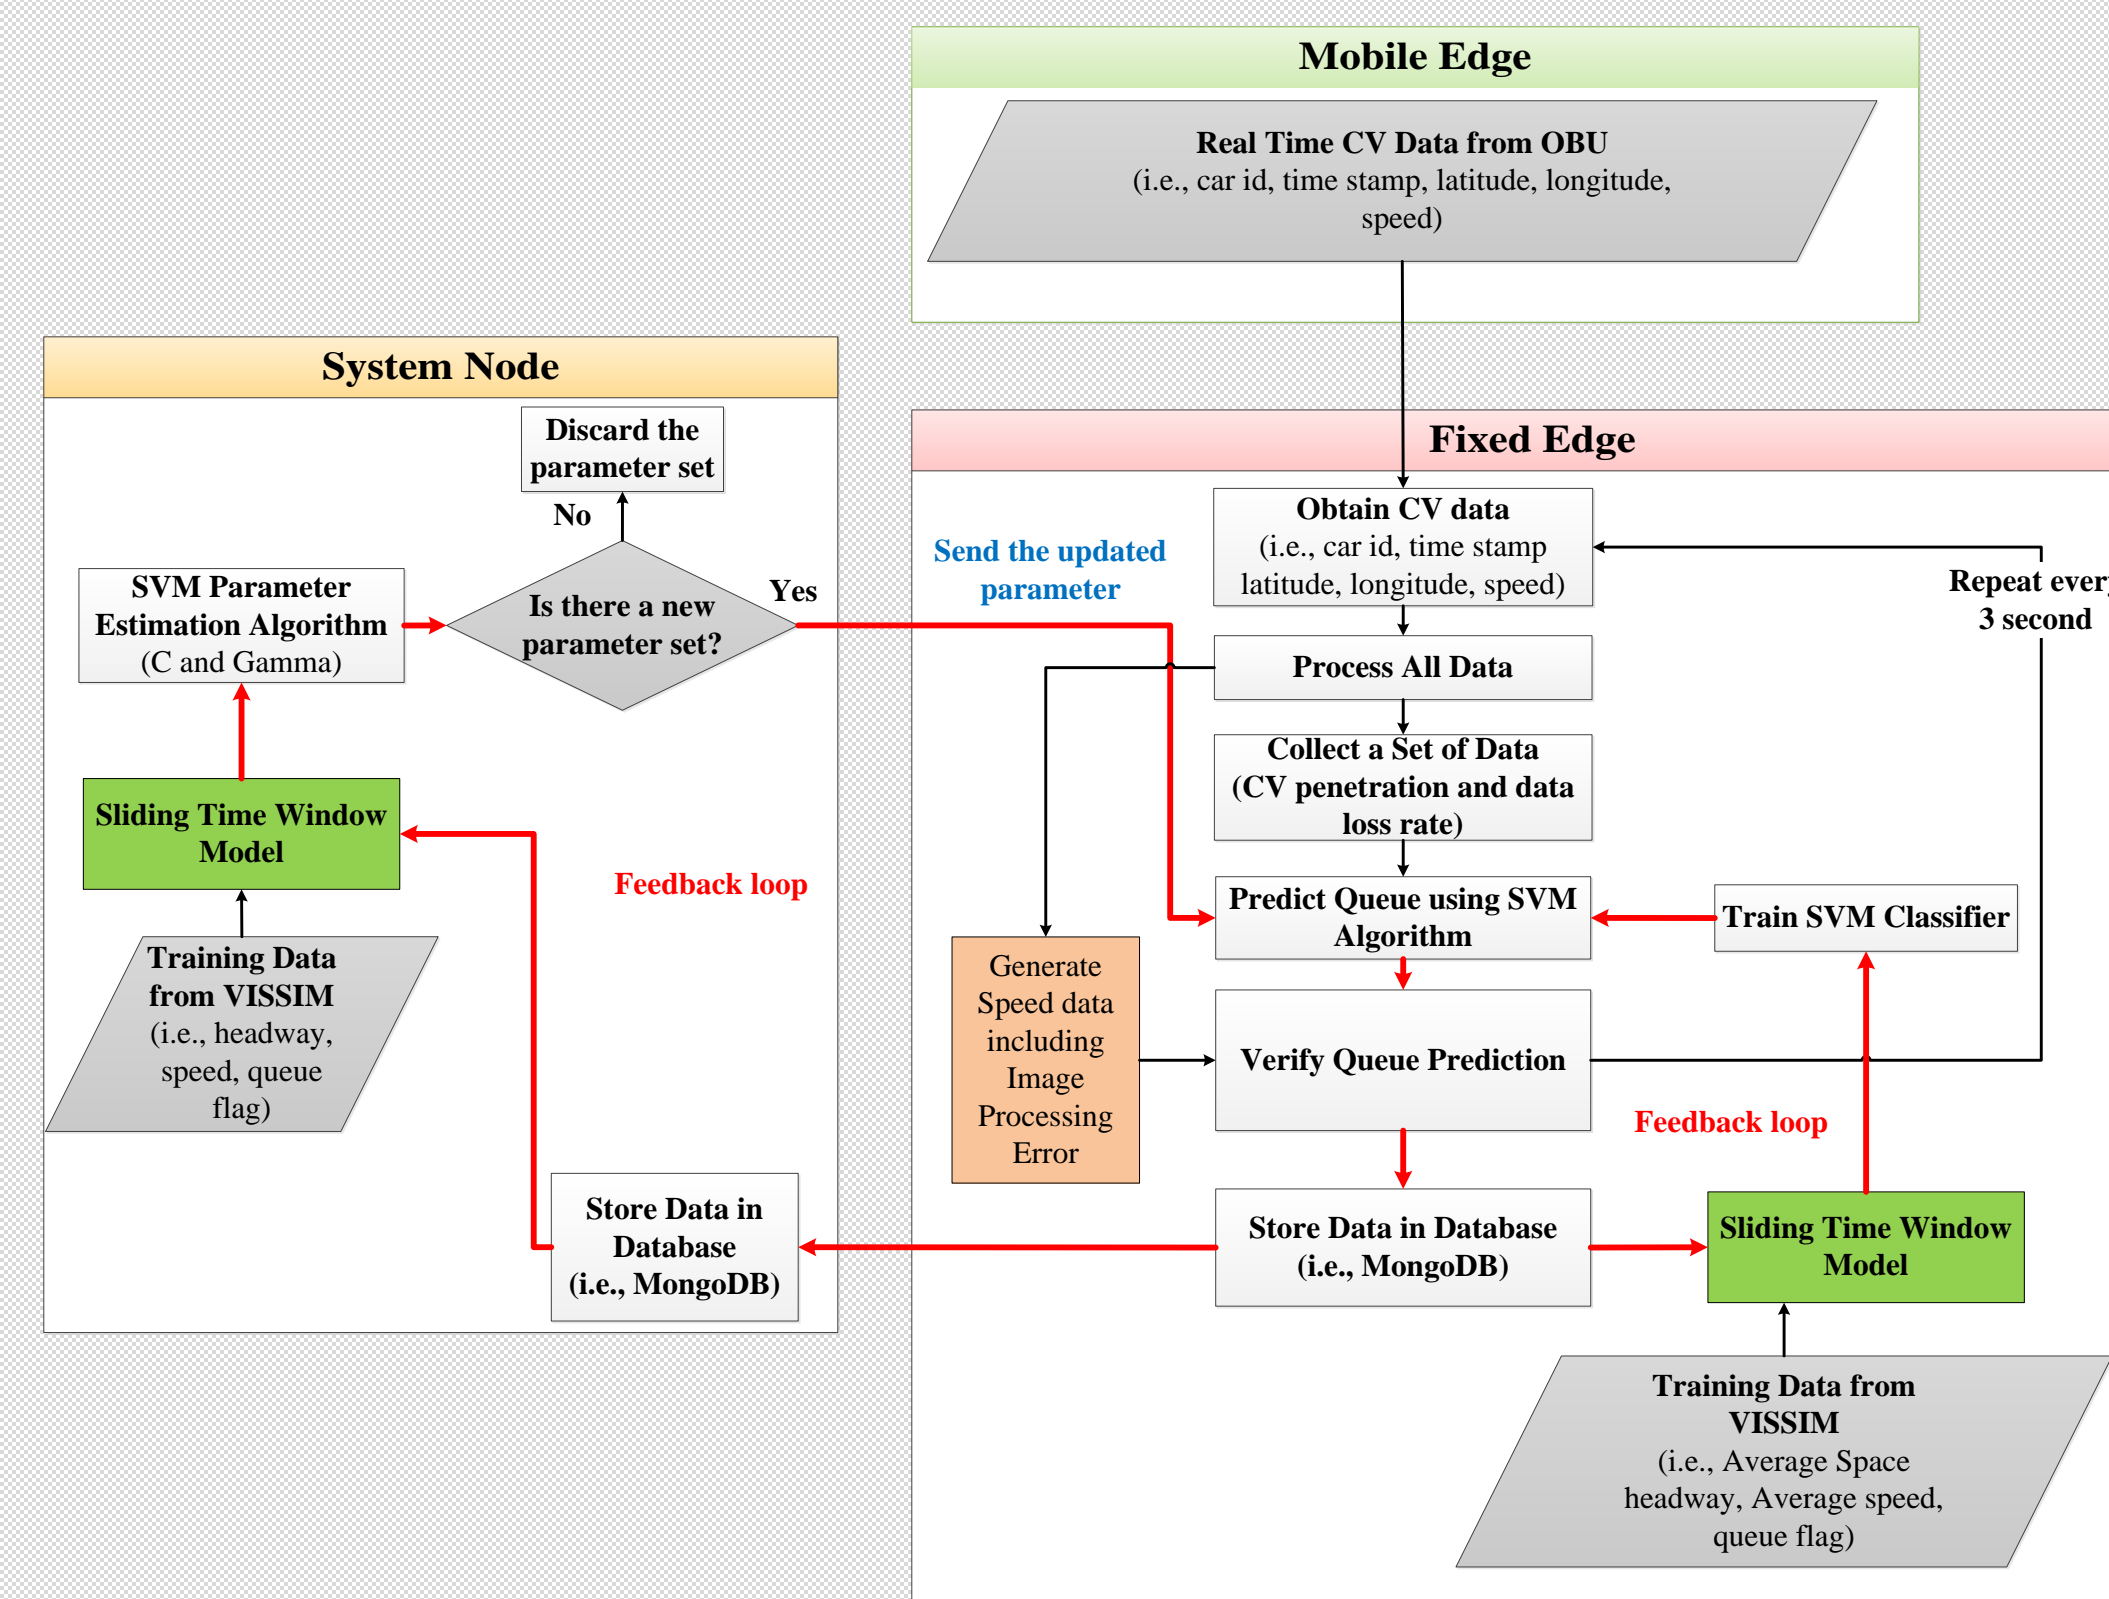 Mobile Edge
Real Time CV Data from OBU
(i.e., car id, time stamp, latitude, longitude,
speed)
System Node
Discard the
parameter set
No
SVM Parameter
Estimation Algorithm
(C and Gamma)
Is there a new
parameter set?
Yes
Sliding Time Window
Model
Feedback loop
Training Data
from VISSIM
(i.e., headway,
speed, queue
flag)
Store Data in
Database
(i.e., MongoDB)
Fixed Edge
Send the updated
parameter
Obtain CV data
(i.e., car id, time stamp
latitude, longitude, speed)
Repeat every
3 second
Process All Data
Collect a Set of Data
(CV penetration and data
loss rate)
Predict Queue using SVM
Algorithm
Train SVM Classifier
Generate
Speed data
including
Image
Processing
Error
Verify Queue Prediction
Feedback loop
Store Data in Database
(i.e., MongoDB)
Sliding Time Window
Model
Training Data from
VISSIM
(i.e., Average Space
headway, Average speed,
queue flag)